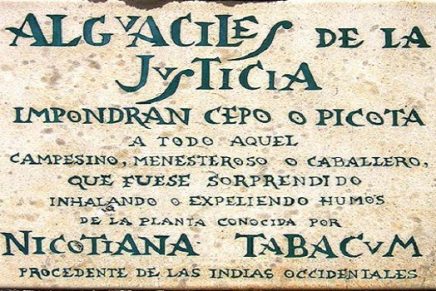 ALGVACILES DE LA
JVSTICIA
IMPONDRAN CEPO O PICOTA
A TODO AQUEL
CAMPESINO, MENESTEROSO O CABALLERO,
QUE FUESE SORPRENDIDO
INHALANDO O EXPELIENDO HUMOS
DE LA PLANTA CONOCIDA POR
NICOTIANA TABACVM
PROCEDENTE DE LAS INDIAS OCCIDENTALES